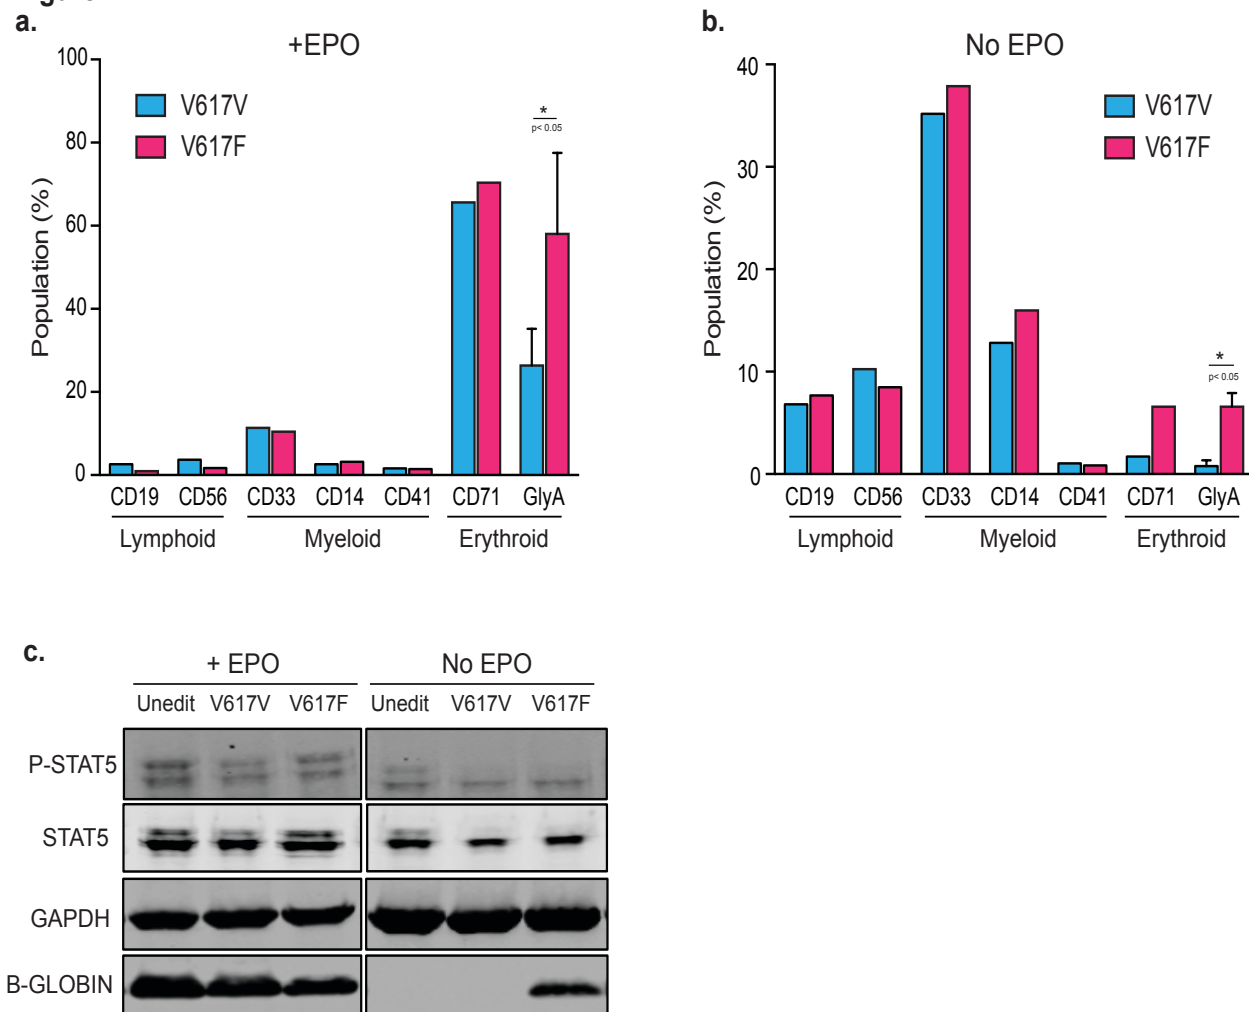 a.
+EPO
100
80
60
40
20
0
Population (%)
V617V
V617F
*
p< 0.05
CD19 CD56 CD33 CD14 CD41 CD71 GlyA
Lymphoid Myeloid Erythroid
b.
No EPO
40
30
20
10
0
Population (%)
V617V
V617F
*
p< 0.05
CD19 CD56 CD33 CD14 CD41 CD71 GlyA
Lymphoid Myeloid Erythroid
c.
+ EPO No EPO
Unedit V617V V617F Unedit V617V V617F
P-STAT5
STAT5
GAPDH
B-GLOBIN